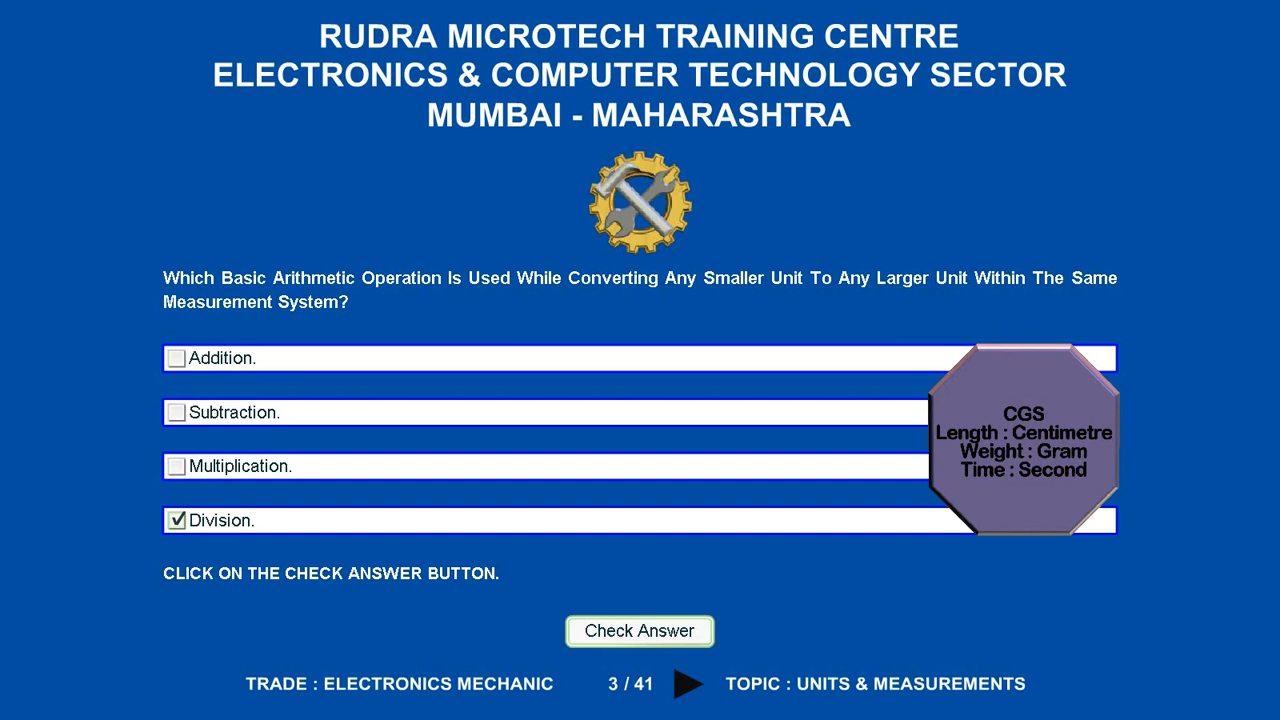 RUDRA MICROTECH TRAINING CENTRE
ELECTRONICS & COMPUTER TECHNOLOGY SECTOR
MUMBAI - MAHARASHTRA
Which Basic Arithmetic Operation Is Used While Converting Any Smaller Unit To Any Larger Unit Within The Same
Measurement System?
Addition.
Subtraction.
Multiplication.
Division.
CGS
Length : Centimetre
Weight : Gram
Time : Second
CLICK ON THE CHECK ANSWER BUTTON.
Check Answer
TRADE : ELECTRONICS MECHANIC 3 / 41 TOPIC : UNITS & MEASUREMENTS